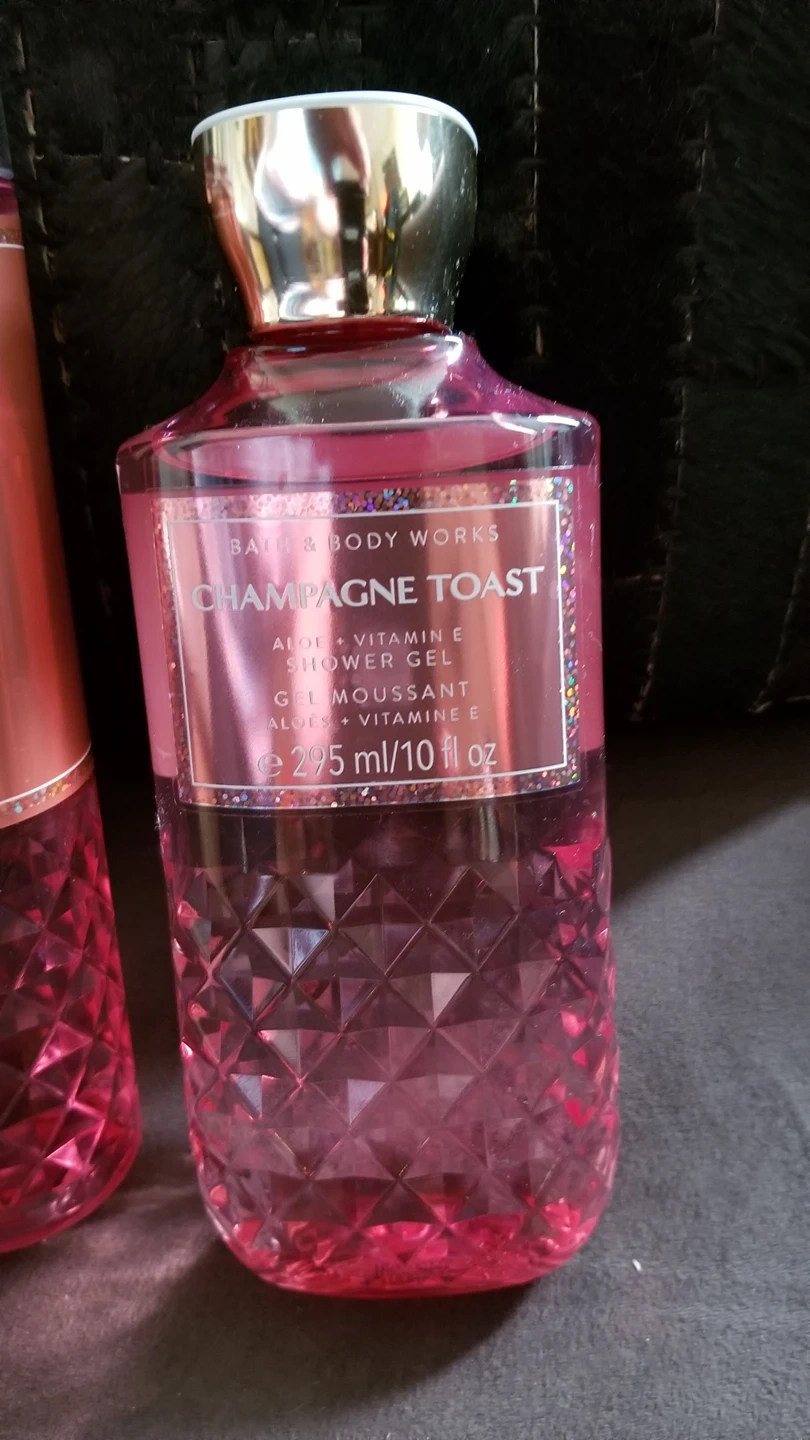 BATH & BODY WORKS
CHAMPAGNE TOAST
ALOE + VITAMIN E
SHOWER GEL
GEL MOUSSANT
ALOÈS + VITAMINE E
℮ 295 ml/10 fl oz